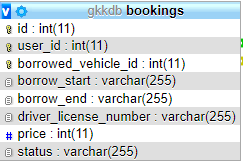 gkkdb bookings
id : int(11)
user_id : int(11)
borrowed_vehicle_id : int(11)
borrow_start : varchar(255)
borrow_end : varchar(255)
driver_license_number : varchar(255)
# price : int(11)
status : varchar(255)